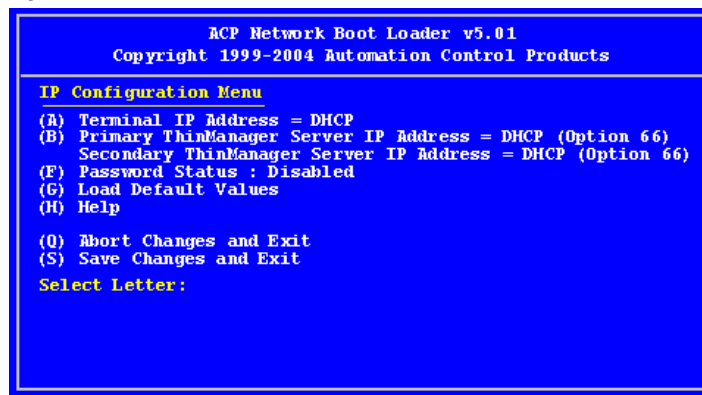 ACP Network Boot Loader v5.01
Copyright 1999-2004 Automation Control Products
IP Configuration Menu
(A) Terminal IP Address = DHCP
(B) Primary ThinManager Server IP Address = DHCP (Option 66)
Secondary ThinManager Server IP Address = DHCP (Option 66)
(F) Password Status : Disabled
(G) Load Default Values
(H) Help
(Q) Abort Changes and Exit
(S) Save Changes and Exit
Select Letter: